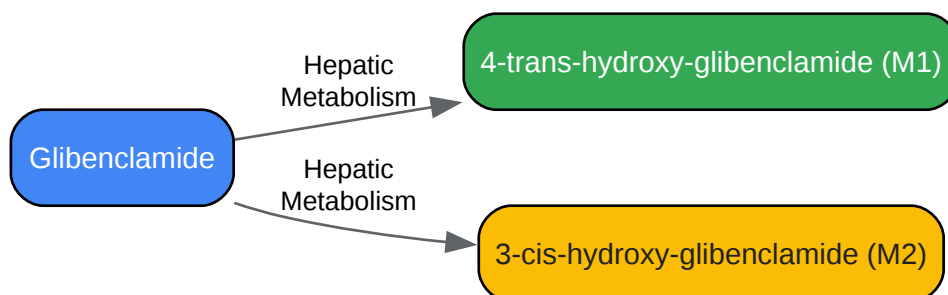 Hepatic
Metabolism
4-trans-hydroxy-glibenclamide (M1)
Glibenclamide
Hepatic
Metabolism
3-cis-hydroxy-glibenclamide (M2)